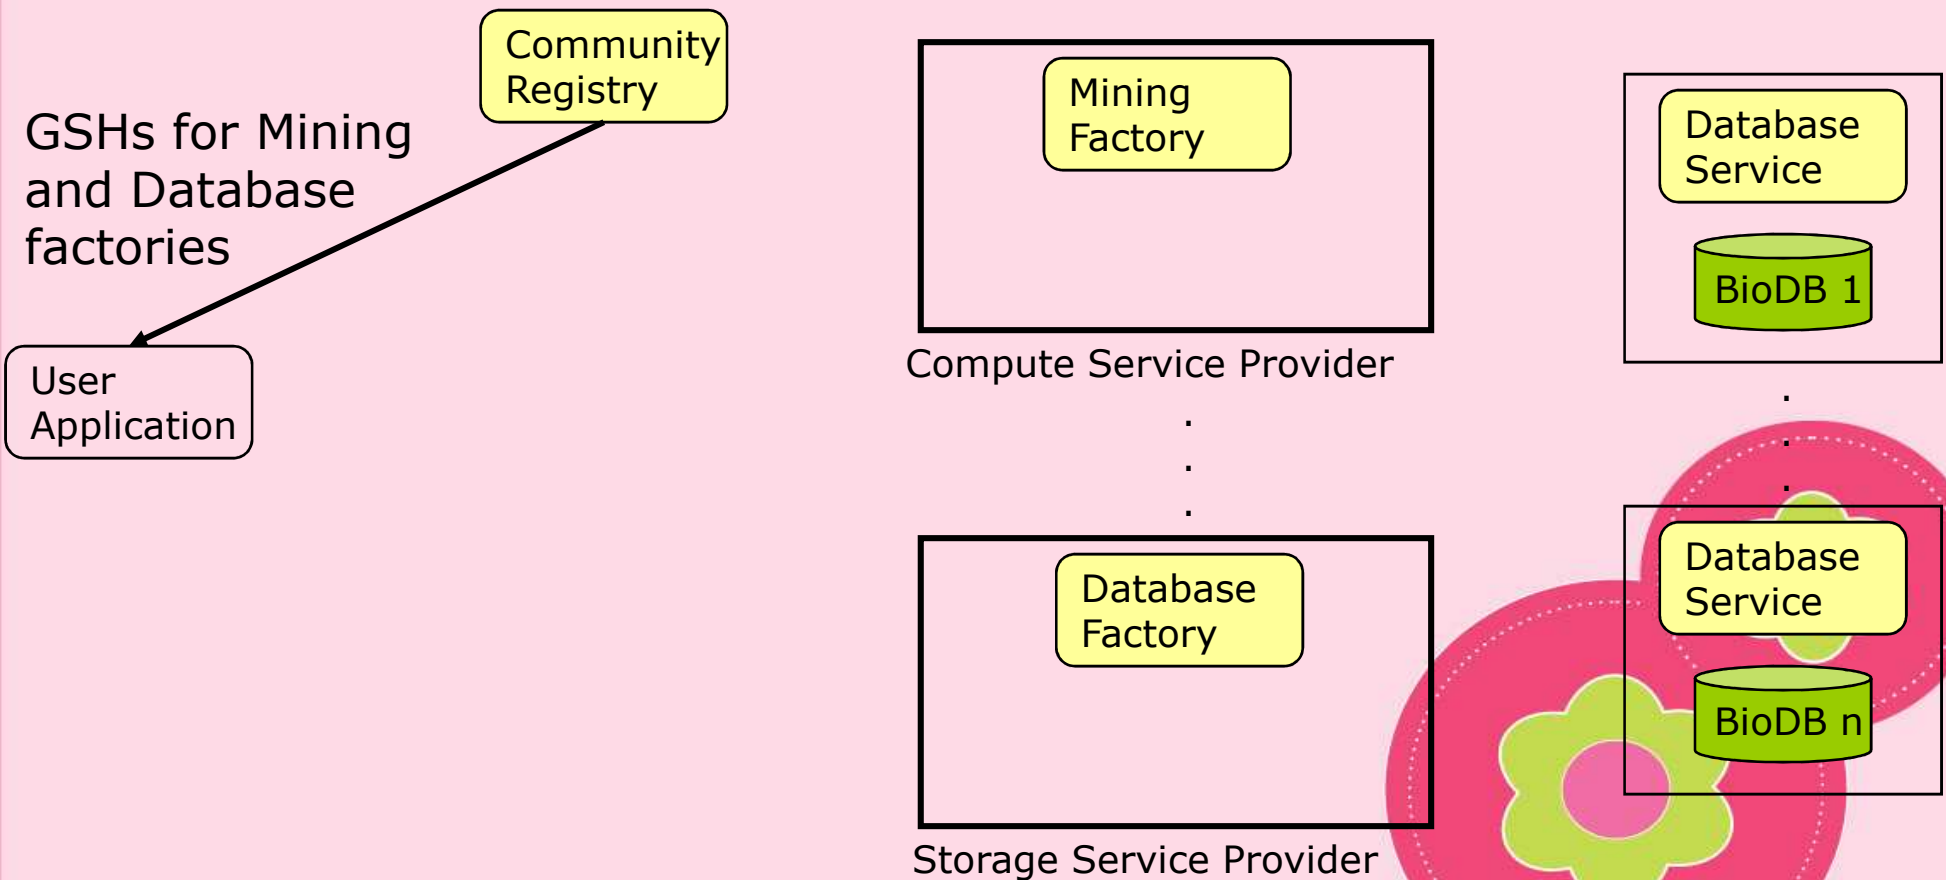 Community
Registry
GSHs for Mining
and Database
factories
User
Application
Mining
Factory
Compute Service Provider
.
.
.
Database
Factory
Storage Service Provider
Database
Service
BioDB 1
.
.
.
Database
Service
BioDB n